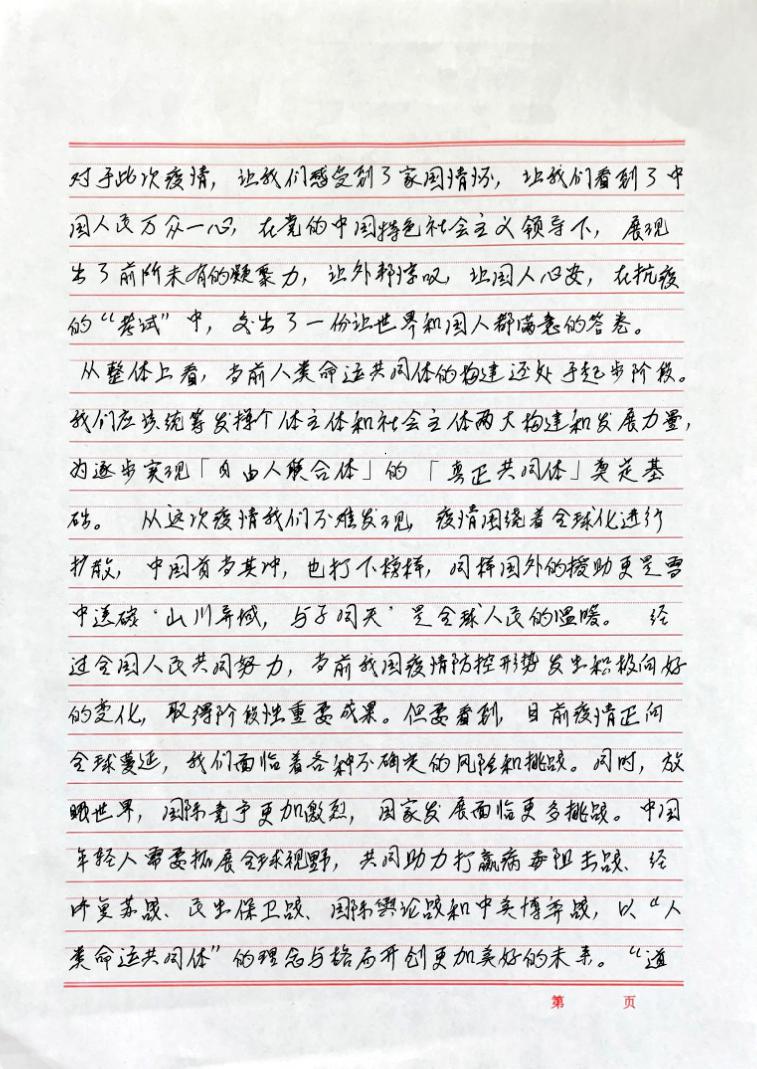 对于此次疫情，让我们感受到了家国情怀，让我们看到了中
国人民万众一心，在党的中国特色社会主义领导下，展现
出了前所未有的凝聚力，让外邦惊叹，让国人心安，在抗疫
的“考试”中，交出了一份让世界和国人都满意的答卷。
从整体上看，当前人类命运共同体的构建还处于起步阶段。
我们应该统筹发挥个体主体和社会主体两大构建和发展力量，
为逐步实现「自由人联合体」的「真正共同体」奠定基
础。 从这次疫情我们不难发现，疫情围绕着全球化进行
扩散，中国首当其冲，也打下榜样，同样国外的援助更是雪
中送碳‘山川异域，与子同天’是全球人民的温暖。 经
过全国人民共同努力，当前我国疫情防控形势发生积极向好
的变化，取得阶段性重要成果。但要看到，目前疫情正向
全球蔓延，我们面临着各种不确定的风险和挑战。同时，放
眼世界，国际竞争更加激烈，国家发展面临更多挑战。中国
年轻人需要拓展全球视野，共同助力打赢病毒阻击战、经
济复苏战、民生保卫战、国际舆论战和中美博弈战，以“人
类命运共同体”的理念与格局开创更加美好的未来。“道
第 页